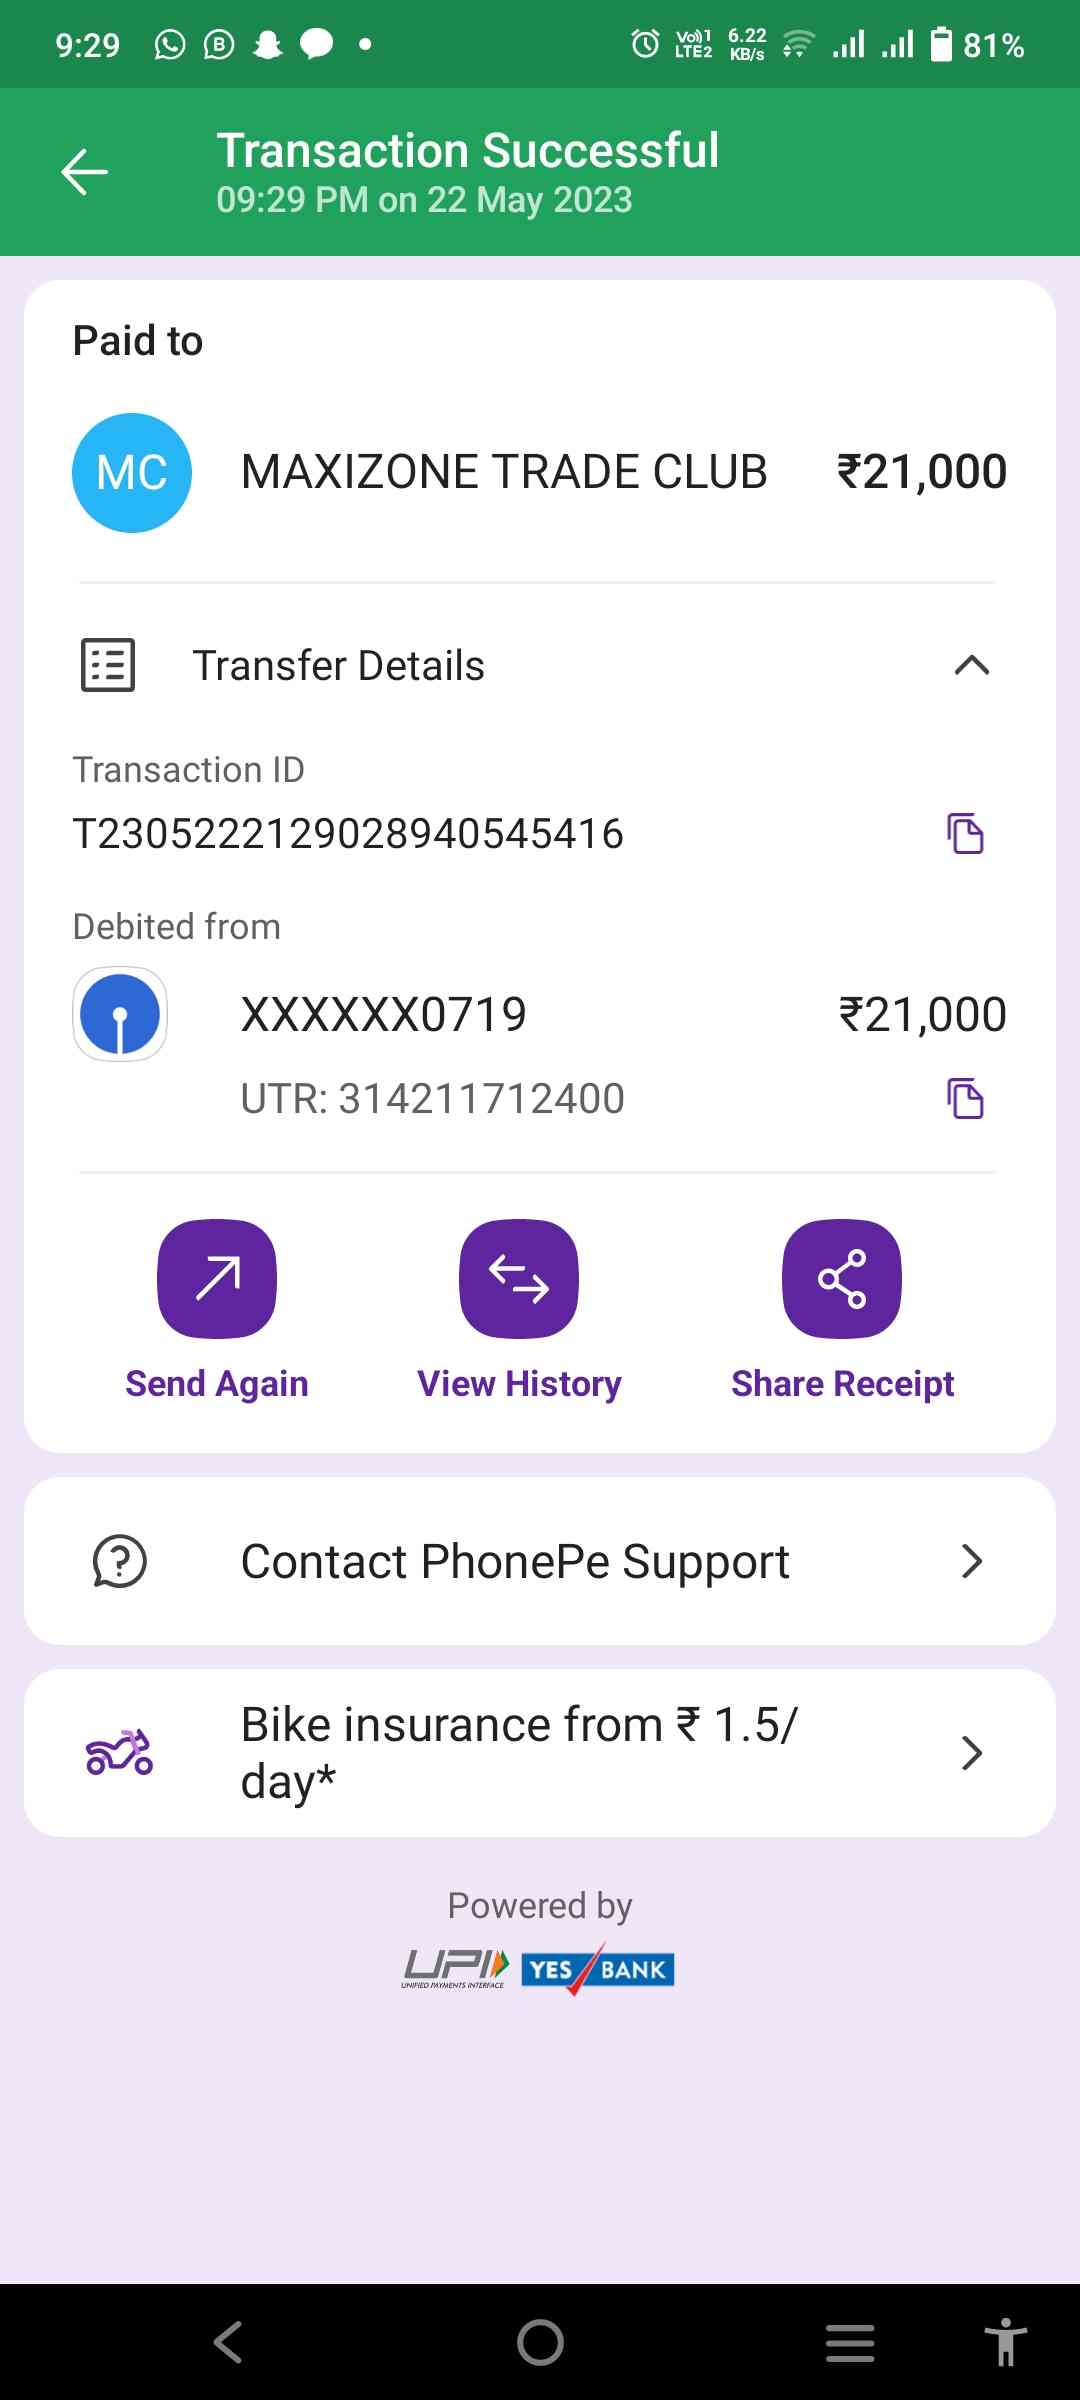 9:29
Vo))1
LTE2
6.22
KB/s
81%
Transaction Successful
09:29 PM on 22 May 2023
Paid to
MC
MAXIZONE TRADE CLUB
₹21,000
Transfer Details
Transaction ID
T2305222129028940545416
Debited from
XXXXXX0719
₹21,000
UTR: 314211712400
Send Again
View History
Share Receipt
Contact PhonePe Support
Bike insurance from ₹ 1.5/
day*
Powered by
UPI
UNIFIED PAYMENTS INTERFACE
YES BANK